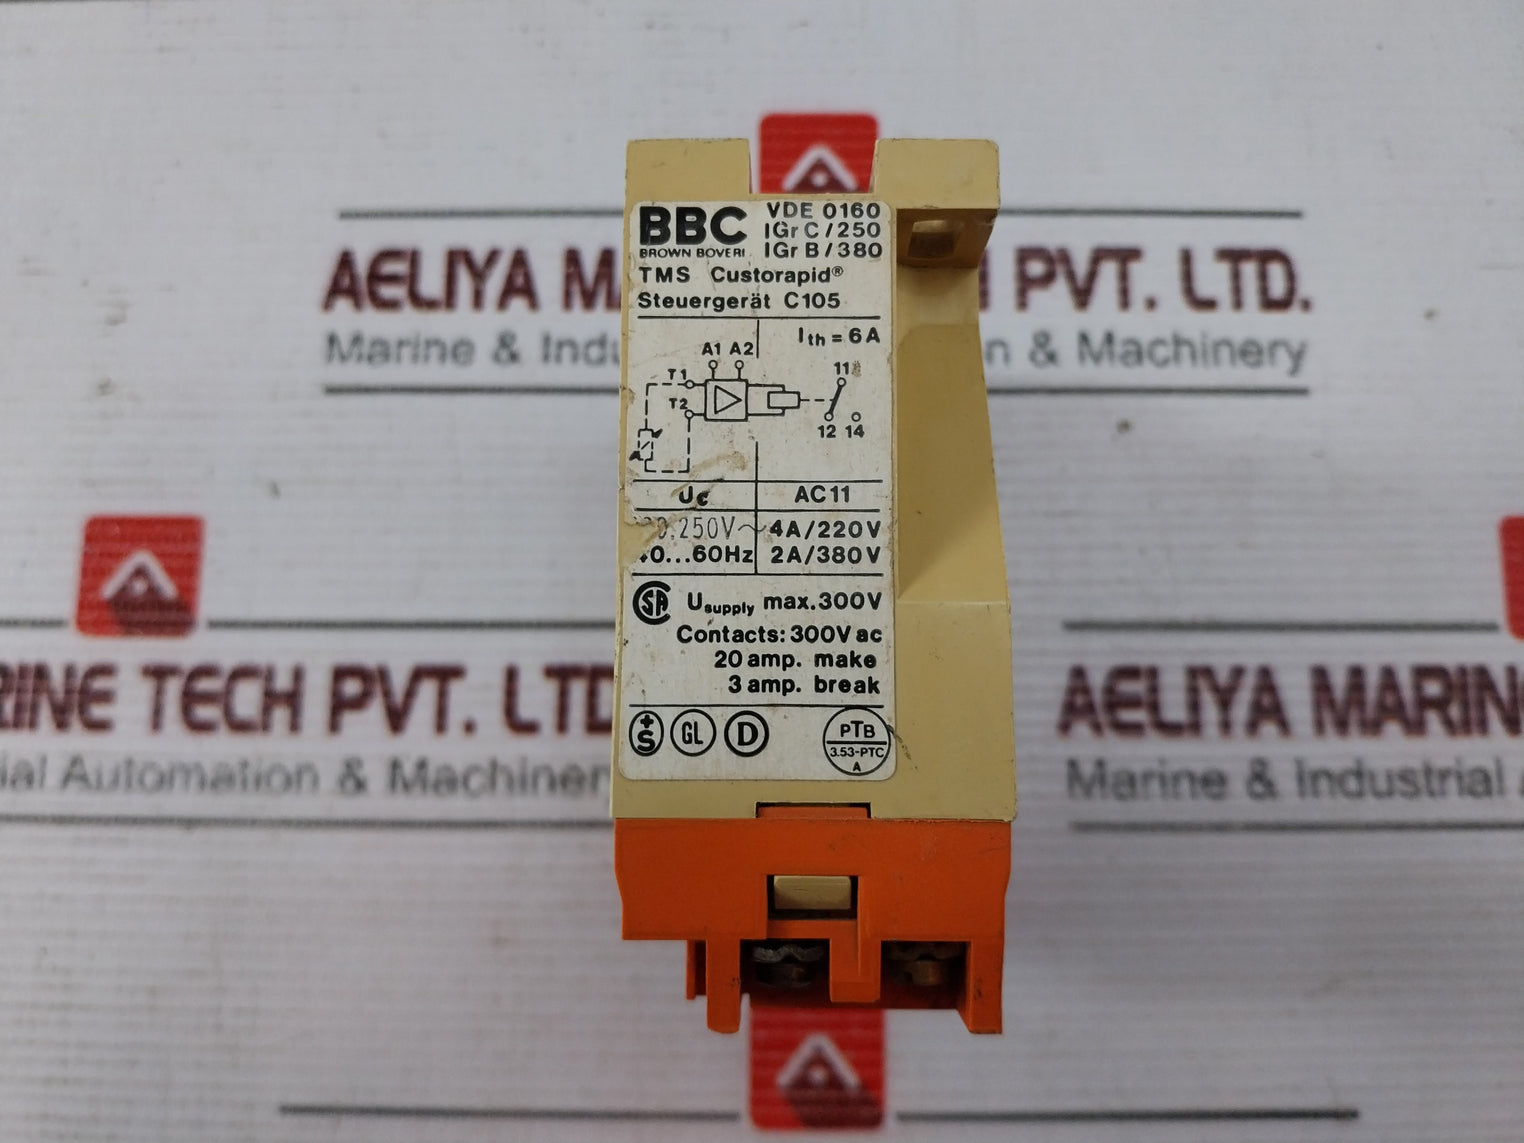 BBC
BROWN BOVERI
VDE 0160
IGr C/250
IGr B/380
TMS Custorapid®
Steuergerät C105
Ith = 6A
A1 A2
T1
T2
11
12 14
Uc
AC11
250V~
4A/220V
...60Hz
2A/380V
CSA
Usupply max. 300V
Contacts: 300V ac
20 amp. make
3 amp. break
+S
GL
D
PTB
3.53-PTC
A
AELIYA MA
H PVT. LTD.
Marine & Indu
n & Machinery
RINE TECH PVT. LTD
ial Automation & Machiner
AELIYA MARIN
Marine & Industrial A